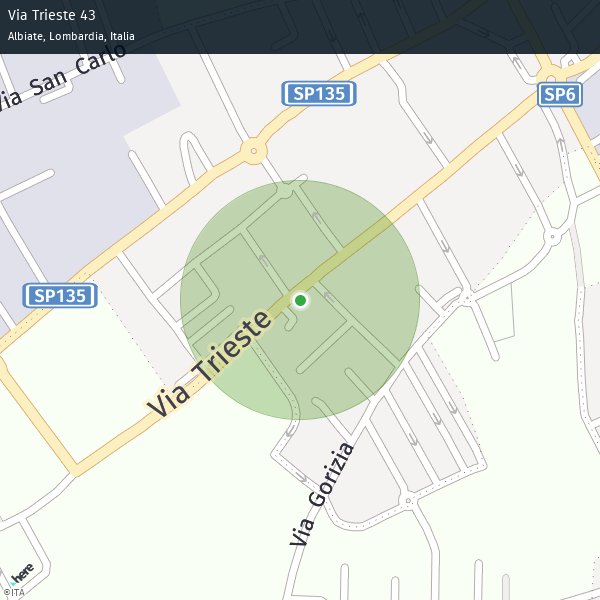 Via Trieste 43
Albiate, Lombardia, Italia
Via San Carlo
SP135
SP6
SP135
Via Trieste
Via Gorizia
here
©ITA